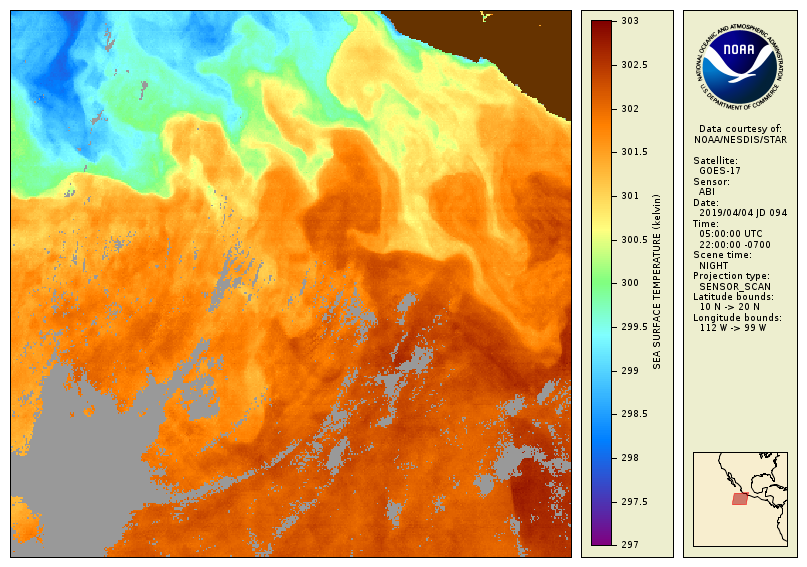 303
302.5
302
301.5
301
300.5
300
299.5
299
298.5
298
297.5
297
SEA SURFACE TEMPERATURE (kelvin)
NATIONAL OCEANIC AND ATMOSPHERIC ADMINISTRATION
NOAA
U.S. DEPARTMENT OF COMMERCE
Data courtesy of:
NOAA/NESDIS/STAR
Satellite:
GOES-17
Sensor:
ABI
Date:
2019/04/04 JD 094
Time:
05:00:00 UTC
22:00:00 -0700
Scene time:
NIGHT
Projection type:
SENSOR_SCAN
Latitude bounds:
10 N -> 20 N
Longitude bounds:
112 W -> 99 W